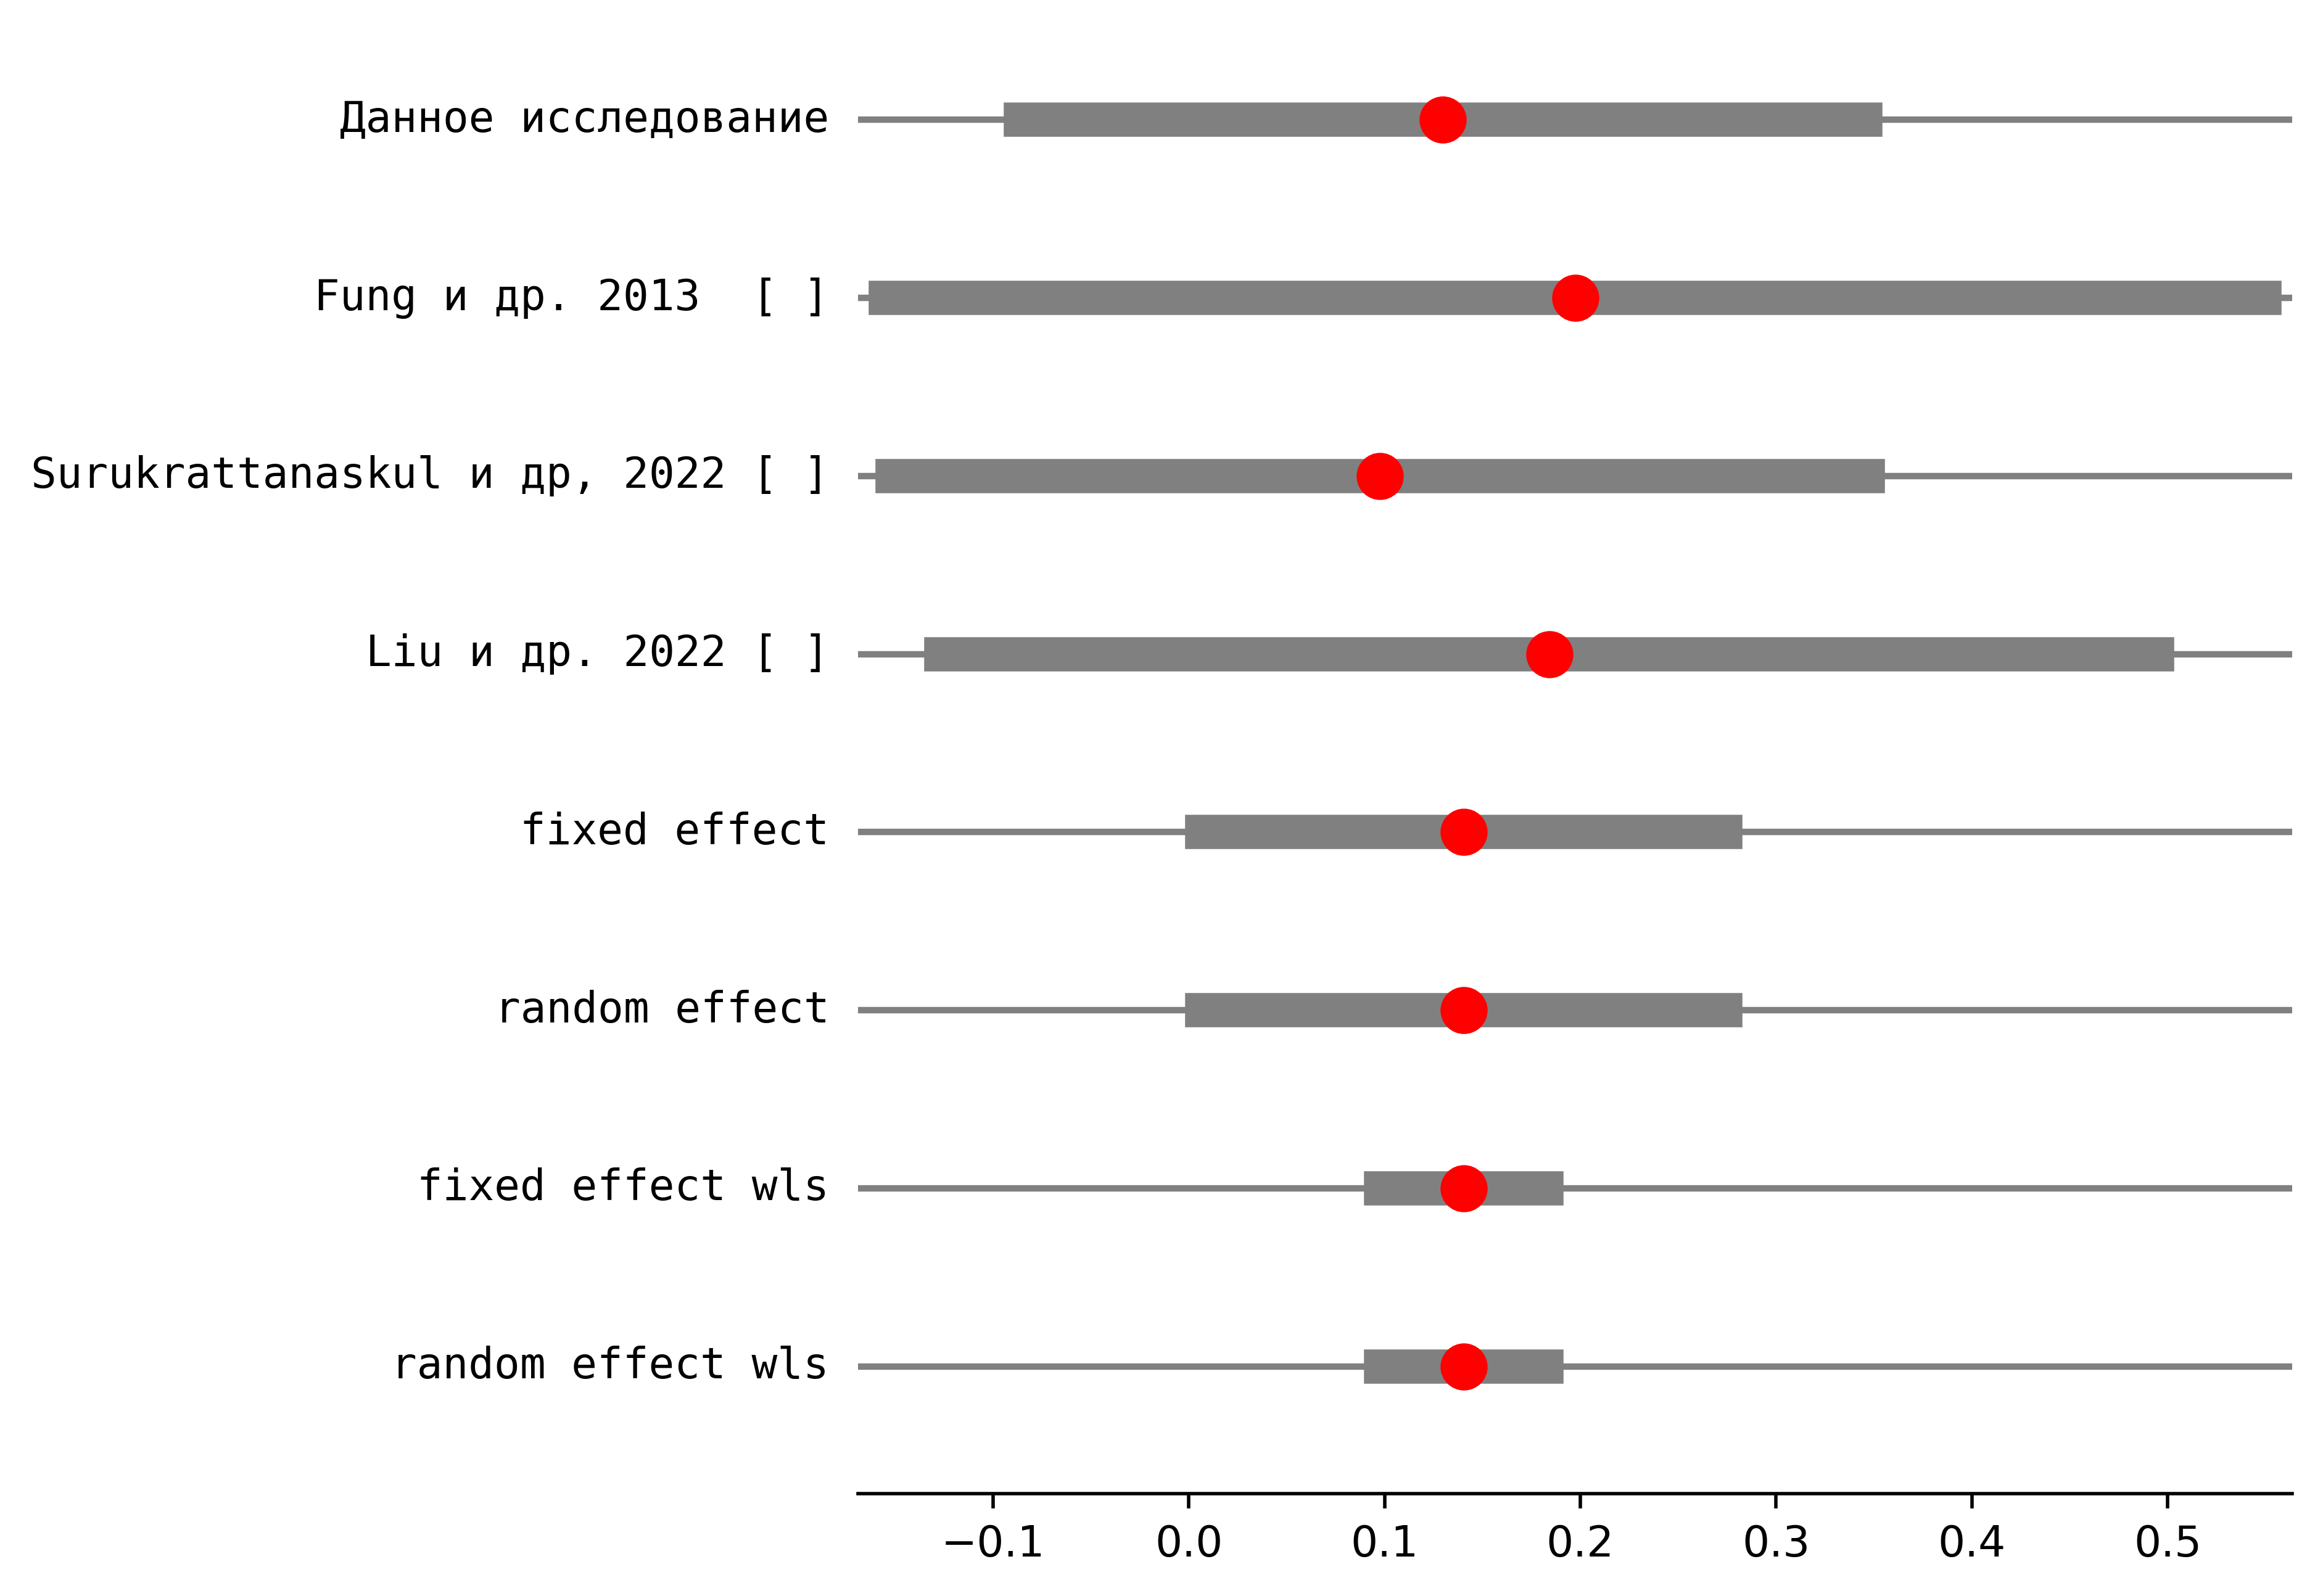 Данное исследование
Fung и др. 2013  [ ]
Surukrattanaskul и др, 2022 [ ]
Liu и др. 2022 [ ]
fixed effect
random effect
fixed effect wls
random effect wls
−0.1 0.0 0.1 0.2 0.3 0.4 0.5